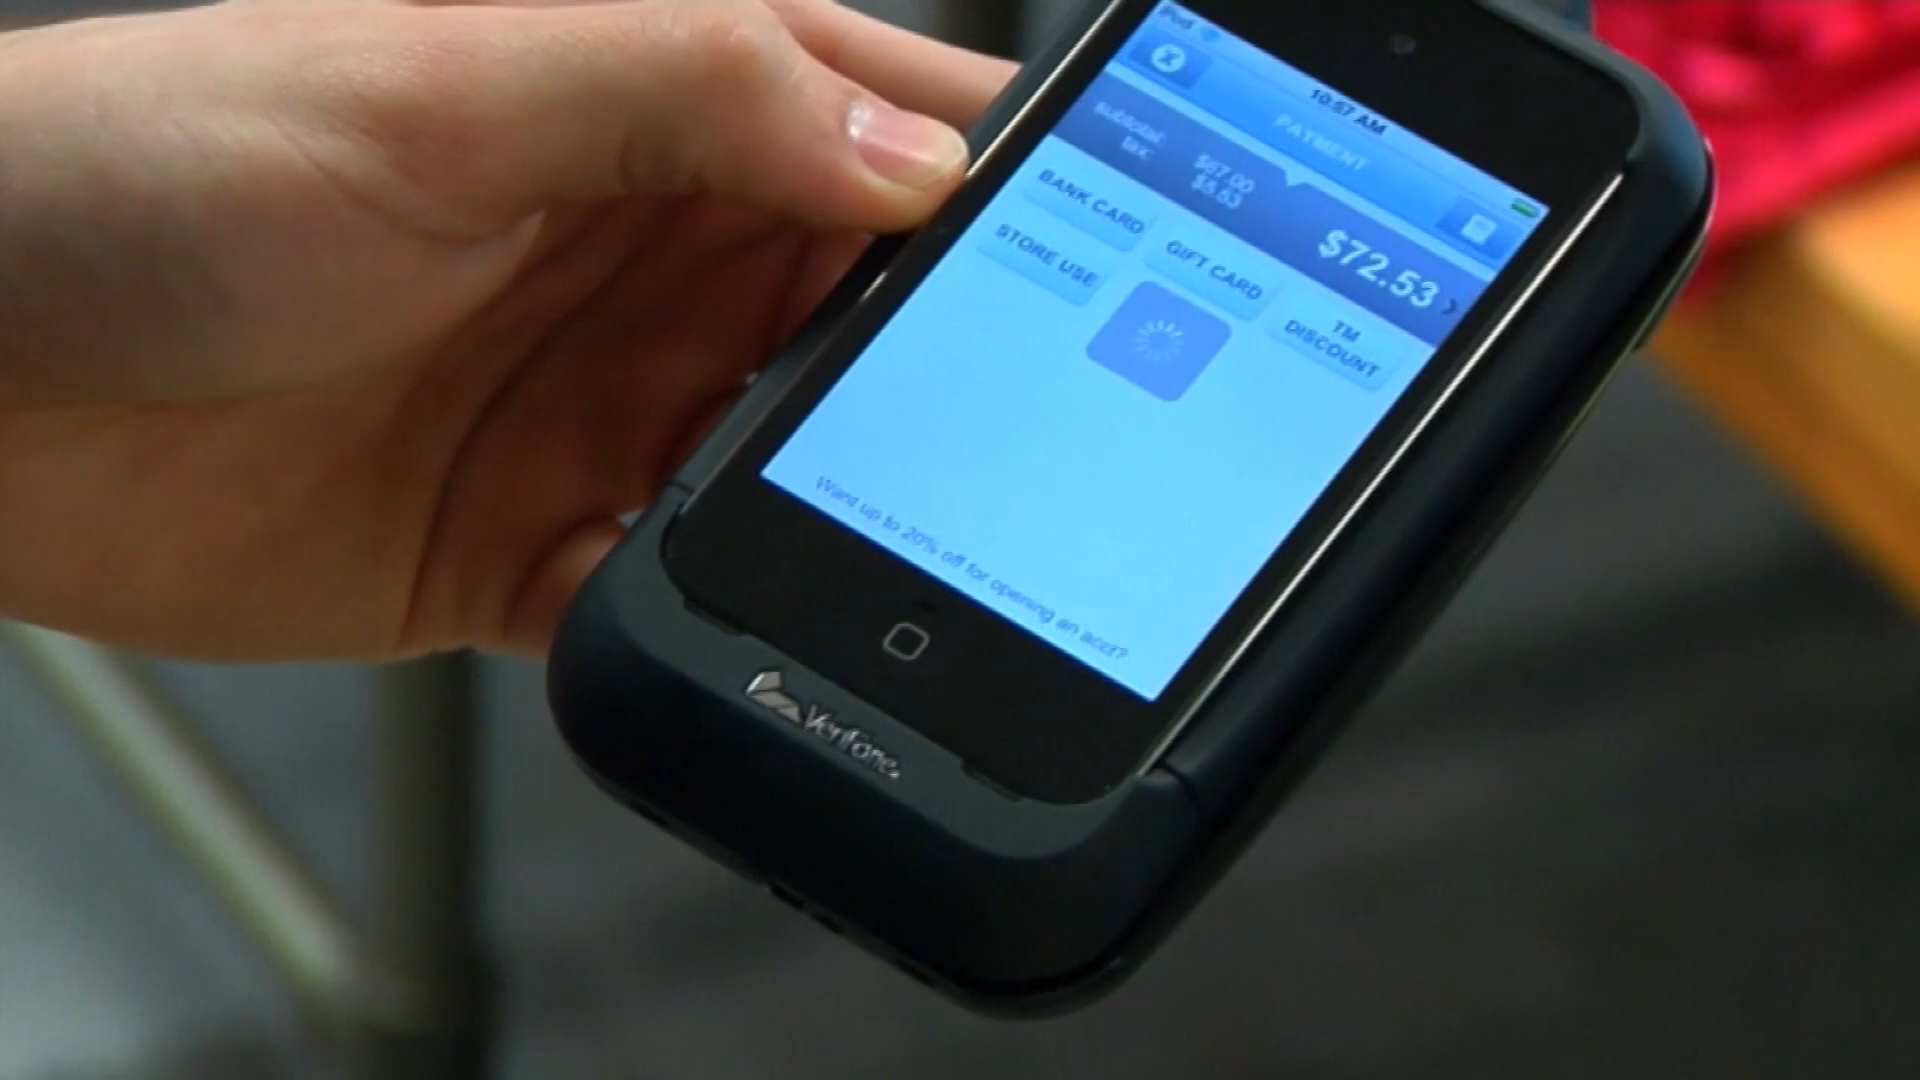 iPod
10:57 AM
PAYMENT
subtotal $67.00
tax $5.53
$72.53
BANK CARD
GIFT CARD
TM DISCOUNT
STORE USE
Want up to 20% off for opening an acct?
VeriFone.